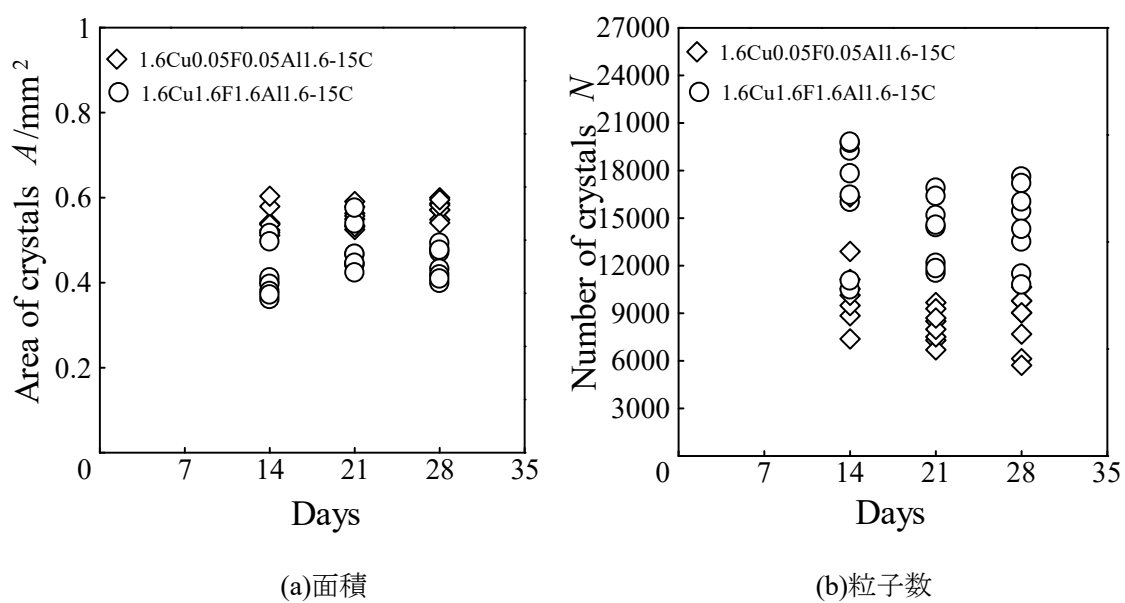 Area of crystals A/mm²
1
0.8
0.6
0.4
0.2
0
7
14
21
28
35
Days
1.6Cu0.05F0.05Al1.6-15C
1.6Cu1.6F1.6Al1.6-15C
(a)面積
Number of crystals N
27000
24000
21000
18000
15000
12000
9000
6000
3000
0
7
14
21
28
35
Days
1.6Cu0.05F0.05Al1.6-15C
1.6Cu1.6F1.6Al1.6-15C
(b)粒子数